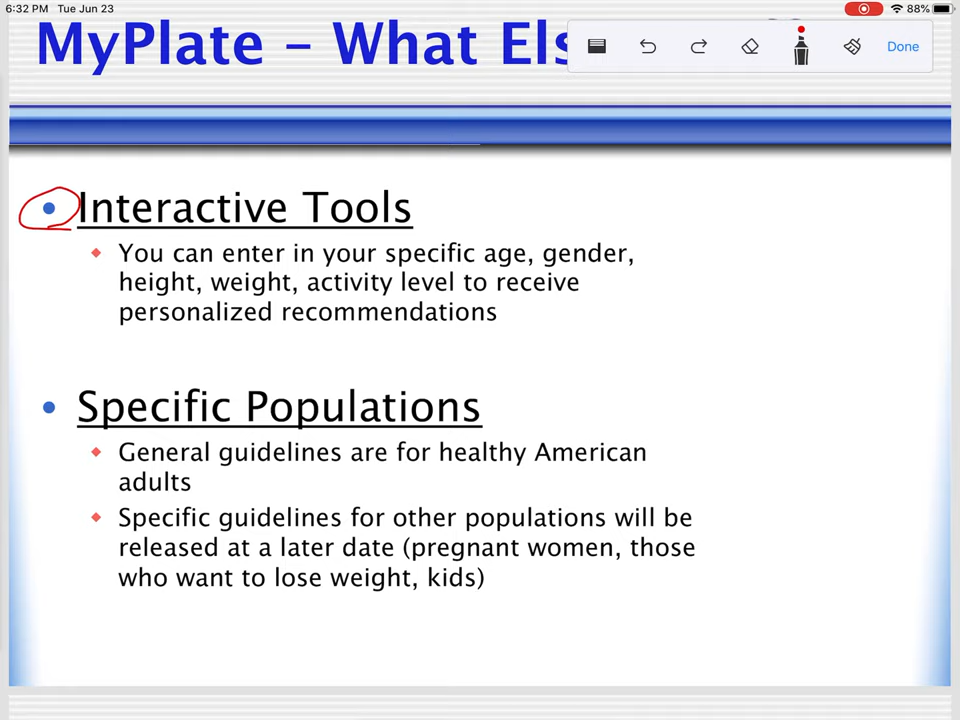 6:32 PM Tue Jun 23
88%
MyPlate – What Els
Done
• Interactive Tools
You can enter in your specific age, gender,
height, weight, activity level to receive
personalized recommendations
• Specific Populations
General guidelines are for healthy American
adults
Specific guidelines for other populations will be
released at a later date (pregnant women, those
who want to lose weight, kids)